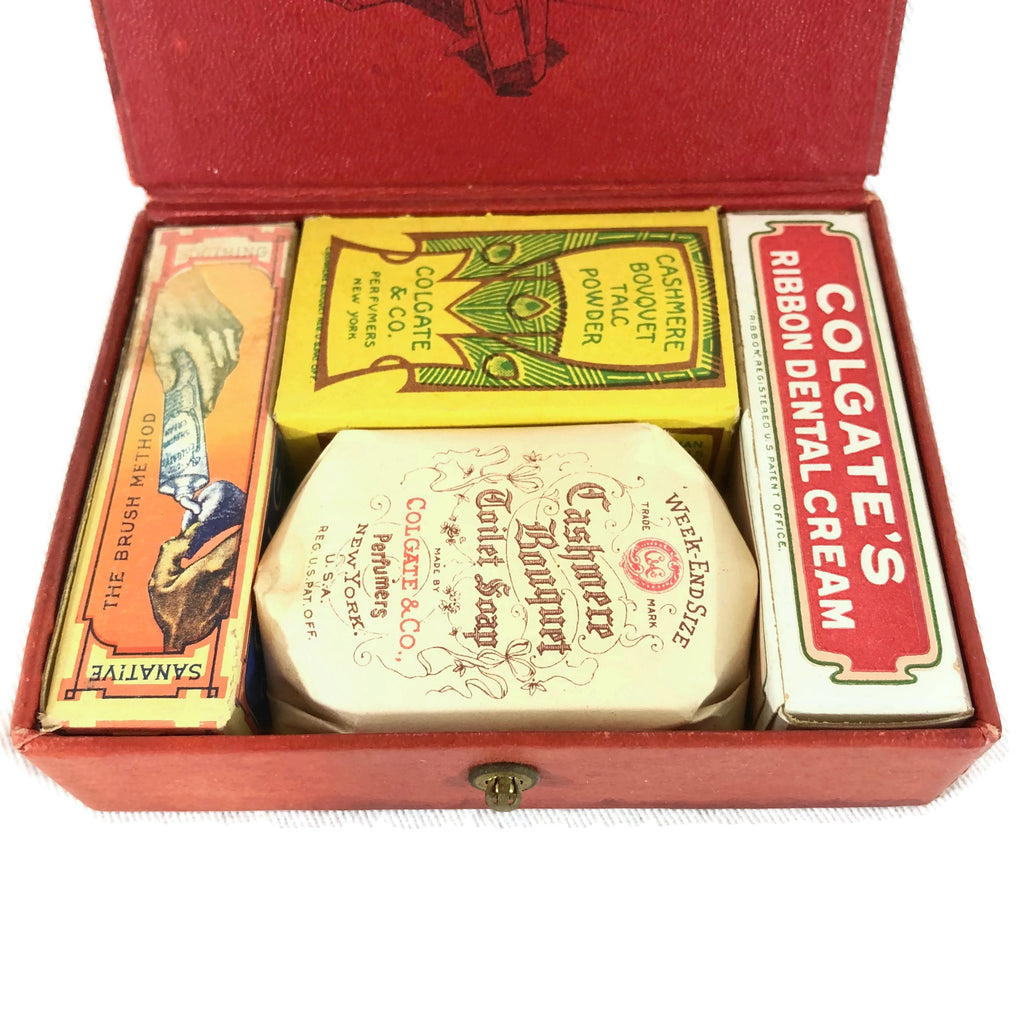 SOOTHING
THE BRUSH METHOD
SANATIVE
CASHMERE
BOVQVET
TALC
POWDER
COLGATE
& CO.
PERFVMERS
NEW YORK
WEEK-END SIZE
TRADE
MARK
Cashmere
Bouquet
Toilet Soap
MADE BY
COLGATE & CO.,
Perfumers
NEW YORK.
U.S.A.
REG. U.S. PAT. OFF.
COLGATE'S
RIBBON DENTAL CREAM
"RIBBON" REGISTERED U.S. PATENT OFFICE.